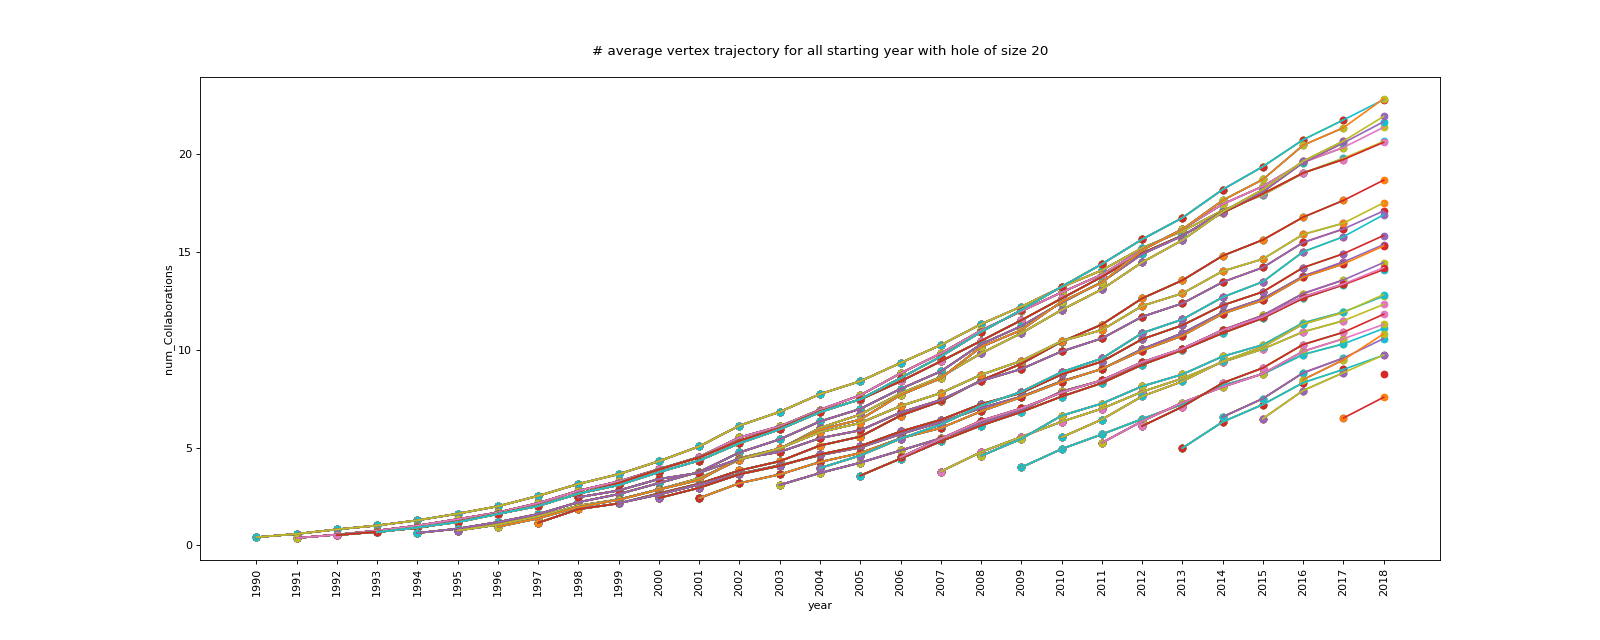 # average vertex trajectory for all starting year with hole of size 20
num_Collaborations
20
15
10
5
0
1990 1991 1992 1993 1994 1995 1996 1997 1998 1999 2000 2001 2002 2003 2004 2005 2006 2007 2008 2009 2010 2011 2012 2013 2014 2015 2016 2017 2018
year